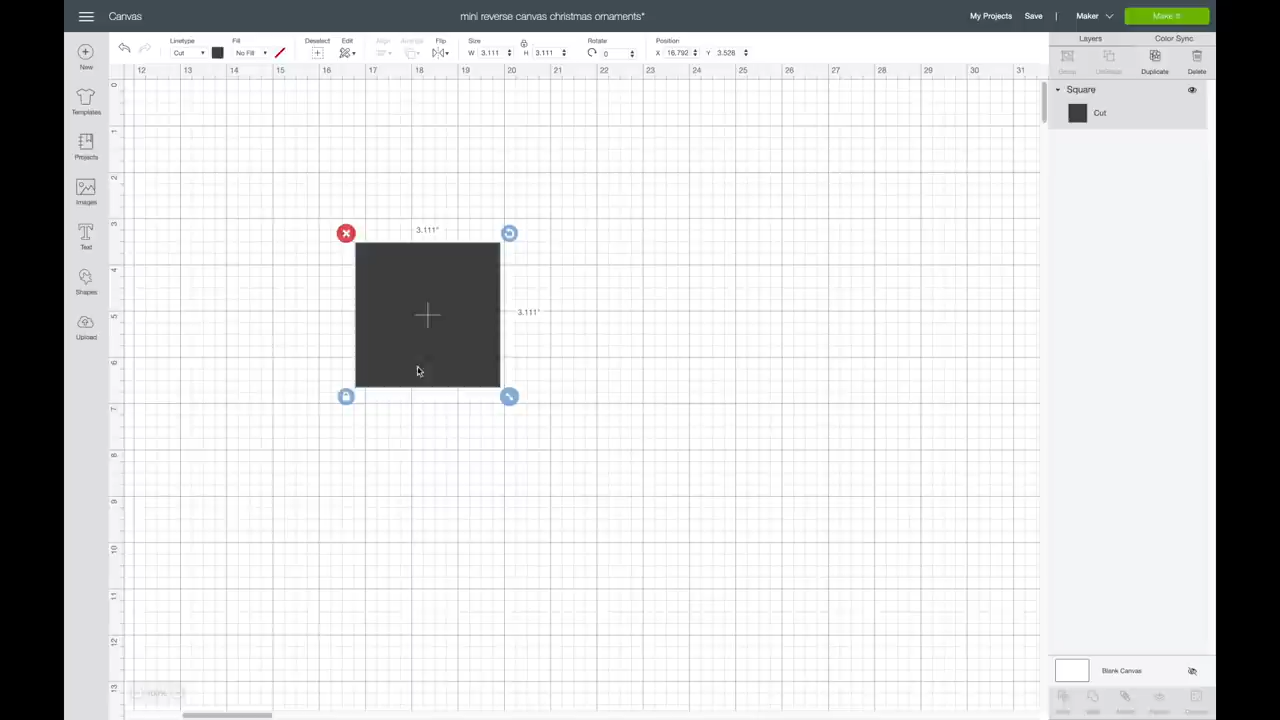 Canvas
mini reverse canvas christmas ornaments*
My Projects Save | Maker Make It
Linetype Fill Deselect Edit Align Arrange Flip Size Rotate Position
Cut No Fill W 3.111 H 3.111 0 X 16.792 Y 3.528
Layers Color Sync
Group Duplicate Delete
12 13 14 15 16 17 18 19 20 21 22 23 24 25 26 27 28 29 30 31
New
Templates
Projects
Images
Text
Shapes
Upload
0
1
2
3
4
5
6
7
8
9
10
11
12
13
Square
Cut
3.111"
3.111"
100%
Blank Canvas